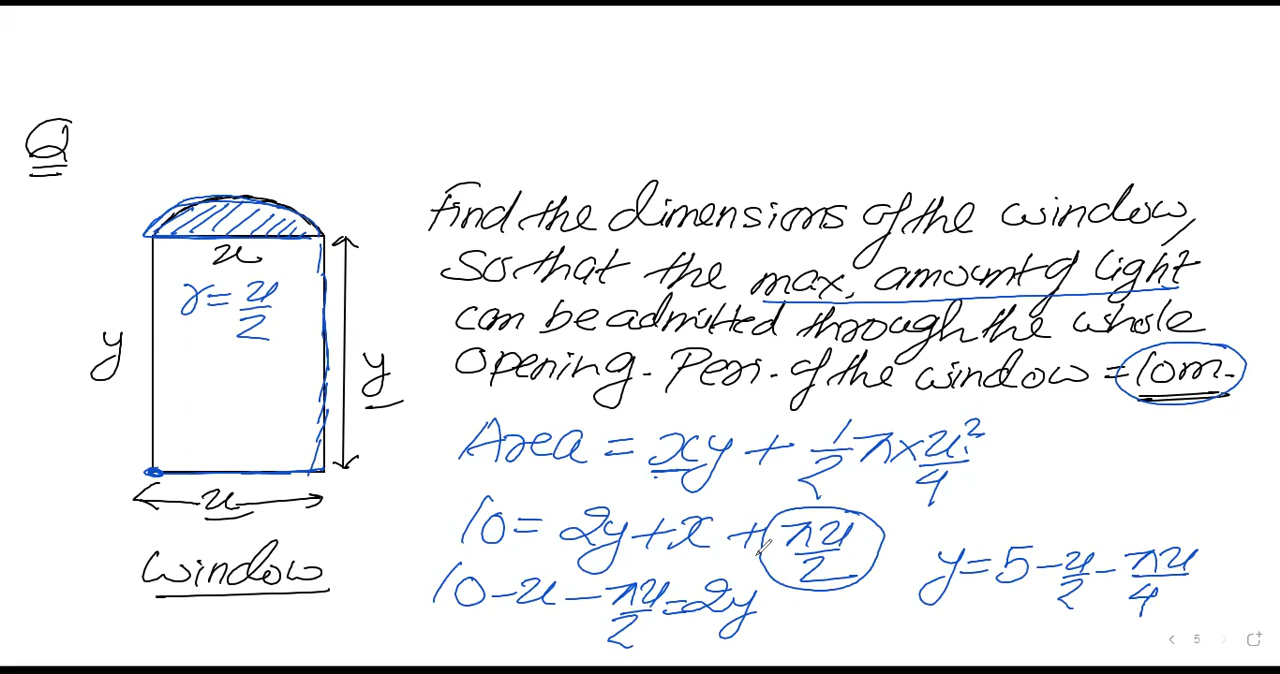 Q
x
r = x/2
y
y
x
window
Find the dimensions of the window,
so that the max. amount of light
can be admitted through the whole
opening. Peri. of the window = 10m.
Area = xy + 1/2 π × x²/4
10 = 2y + x + πx/2
10 - x - πx/2 = 2y
y = 5 - x/2 - πx/4
< 5 >